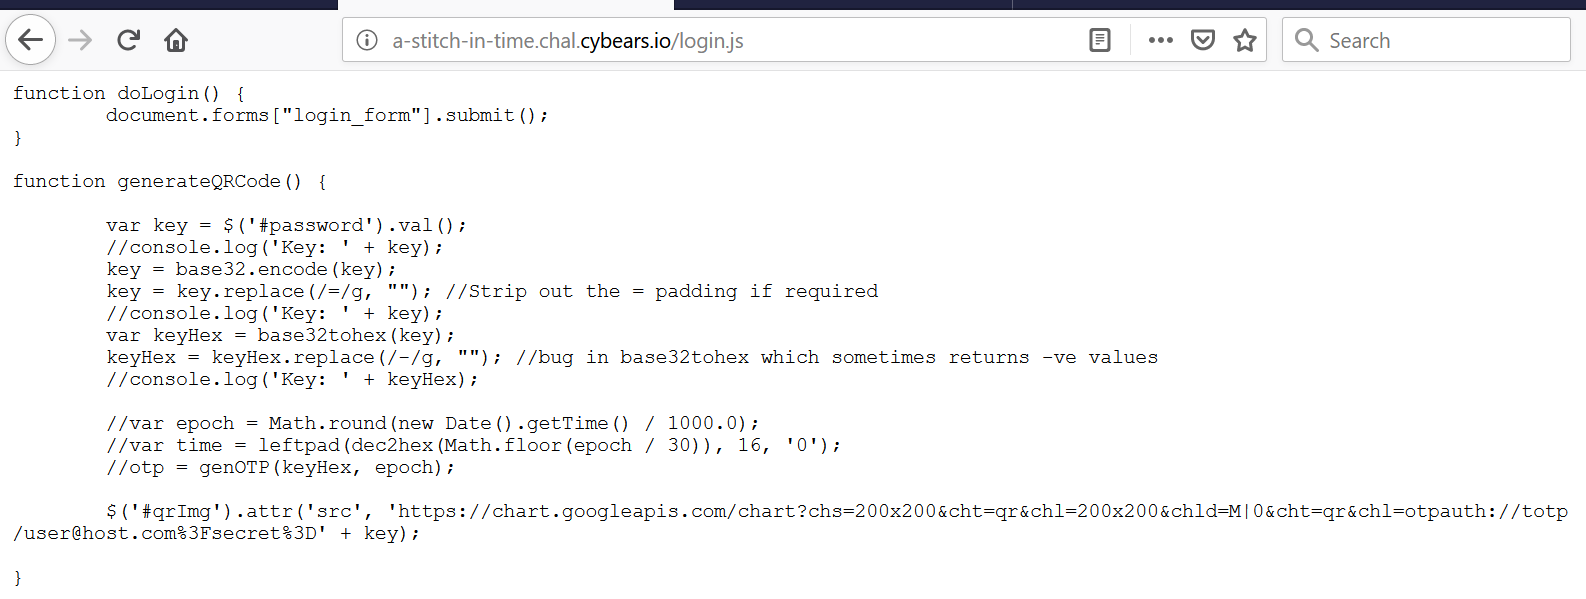 a-stitch-in-time.chal.cybears.io/login.js
Search
function doLogin() {
document.forms["login_form"].submit();
}
function generateQRCode() {
var key = $('#password').val();
//console.log('Key: ' + key);
key = base32.encode(key);
key = key.replace(/=/g, ""); //Strip out the = padding if required
//console.log('Key: ' + key);
var keyHex = base32tohex(key);
keyHex = keyHex.replace(/-/g, ""); //bug in base32tohex which sometimes returns -ve values
//console.log('Key: ' + keyHex);
//var epoch = Math.round(new Date().getTime() / 1000.0);
//var time = leftpad(dec2hex(Math.floor(epoch / 30)), 16, '0');
//otp = genOTP(keyHex, epoch);
$('#qrImg').attr('src', 'https://chart.googleapis.com/chart?chs=200x200&cht=qr&chl=200x200&chld=M|0&cht=qr&chl=otpauth://totp
/user@host.com%3Fsecret%3D' + key);
}